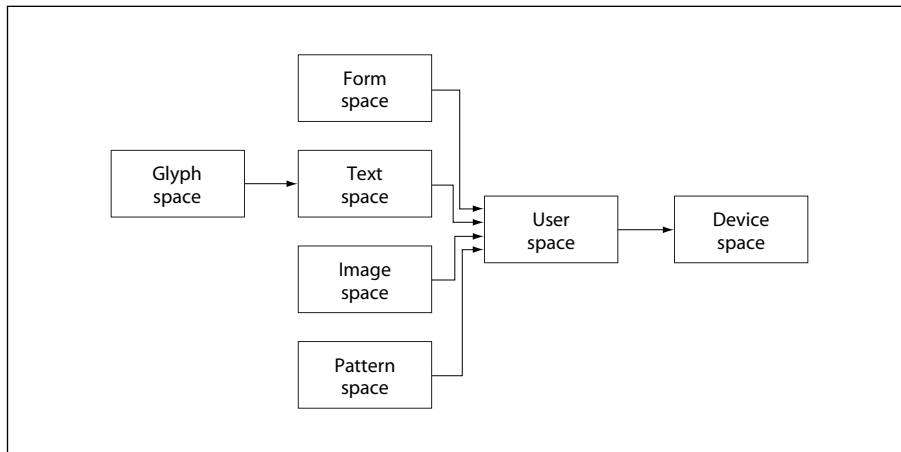 Form
space
Glyph
space
Text
space
User
space
Device
space
Image
space
Pattern
space